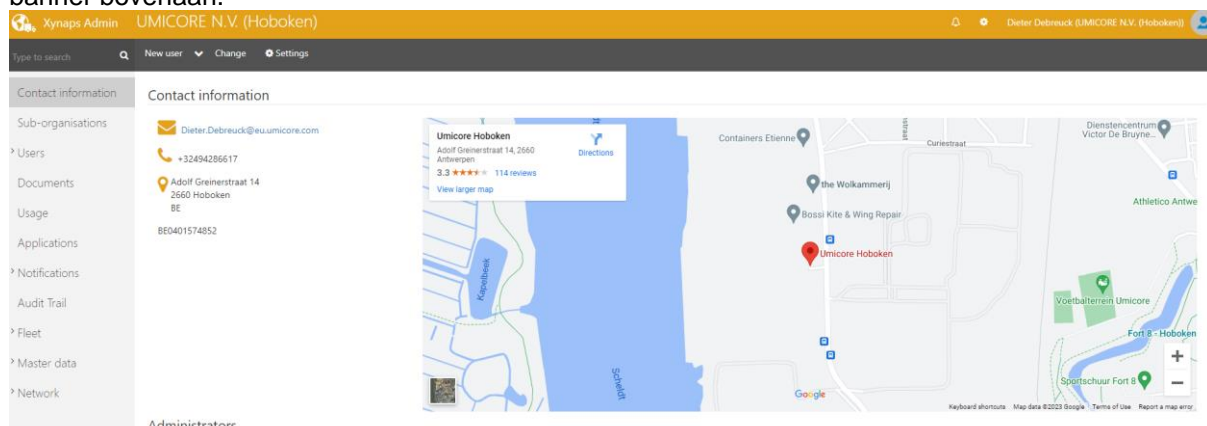 banner bovenaan:
Xynaps Admin
UMICORE N.V. (Hoboken)
Dieter Debreuck (UMICORE N.V. (Hoboken))
Type to search
New user
Change
Settings
Contact information
Sub-organisations
Users
Documents
Usage
Applications
Notifications
Audit Trail
Fleet
Master data
Network
Contact information
Dieter.Debreuck@eu.umicore.com
+32494286617
Adolf Greinerstraat 14
2660 Hoboken
BE
BE0401574852
Umicore Hoboken
Adolf Greinerstraat 14, 2660
Antwerpen
Directions
3.3 114 reviews
View larger map
Containers Etienne
Curiestraat
Dienstencentrum
Victor De Bruyne...
the Wolkammerij
Athletico Antwe
Bossi Kite & Wing Repair
Umicore Hoboken
Kapelbeek
Voetbalterrein Umicore
Fort 8 - Hoboken
Scheldt
Sportschuur Fort 8
Google
Keyboard shortcuts
Map data ©2023 Google
Terms of Use
Report a map error
Administrators